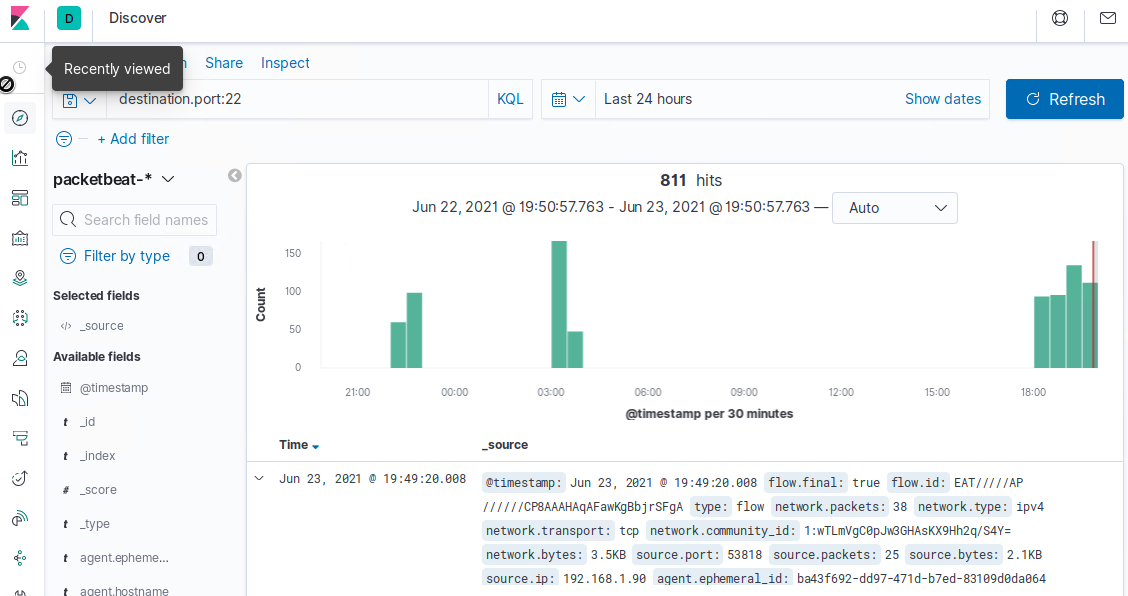 D Discover
Recently viewed
n Share Inspect
destination.port:22 KQL Last 24 hours Show dates Refresh
+ Add filter
packetbeat-*
Search field names
Filter by type 0
Selected fields
_source
Available fields
@timestamp
t _id
t _index
# _score
t _type
t agent.epheme...
t agent.hostname
811 hits
Jun 22, 2021 @ 19:50:57.763 - Jun 23, 2021 @ 19:50:57.763 — Auto
Count
150
100
50
0
21:00 00:00 03:00 06:00 09:00 12:00 15:00 18:00
@timestamp per 30 minutes
Time _source
Jun 23, 2021 @ 19:49:20.008
@timestamp: Jun 23, 2021 @ 19:49:20.008 flow.final: true flow.id: EAT/////AP
//////CP8AAAHAqAFawKgBbjrSFgA type: flow network.packets: 38 network.type: ipv4
network.transport: tcp network.community_id: 1:wTLmVgC0pJw3GHAsKX9Hh2q/S4Y=
network.bytes: 3.5KB source.port: 53818 source.packets: 25 source.bytes: 2.1KB
source.ip: 192.168.1.90 agent.ephemeral_id: ba43f692-dd97-471d-b7ed-83109d0da064